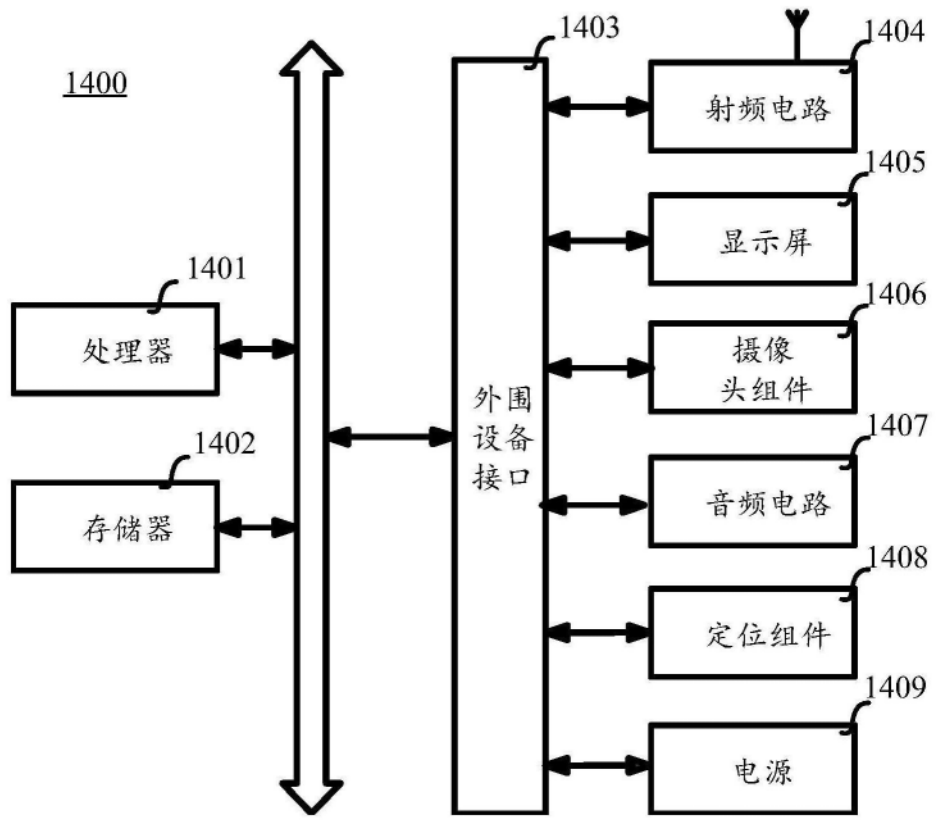 1400
1401
处理器
1402
存储器
1403
外围
设备
接口
1404
射频电路
1405
显示屏
1406
摄像
头组件
1407
音频电路
1408
定位组件
1409
电源